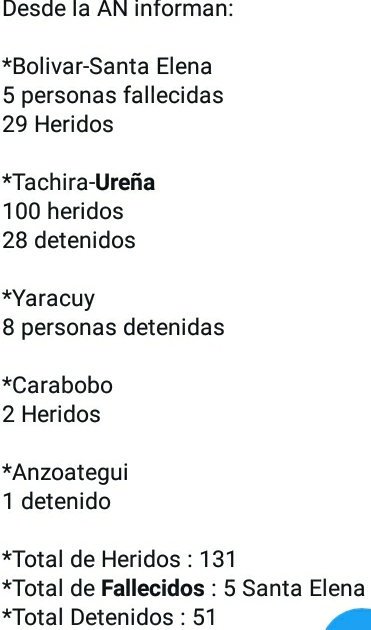 Desde la AN informan:
*Bolivar-Santa Elena
5 personas fallecidas
29 Heridos
*Tachira-Ureña
100 heridos
28 detenidos
*Yaracuy
8 personas detenidas
*Carabobo
2 Heridos
*Anzoategui
1 detenido
*Total de Heridos : 131
*Total de Fallecidos : 5 Santa Elena
*Total Detenidos : 51